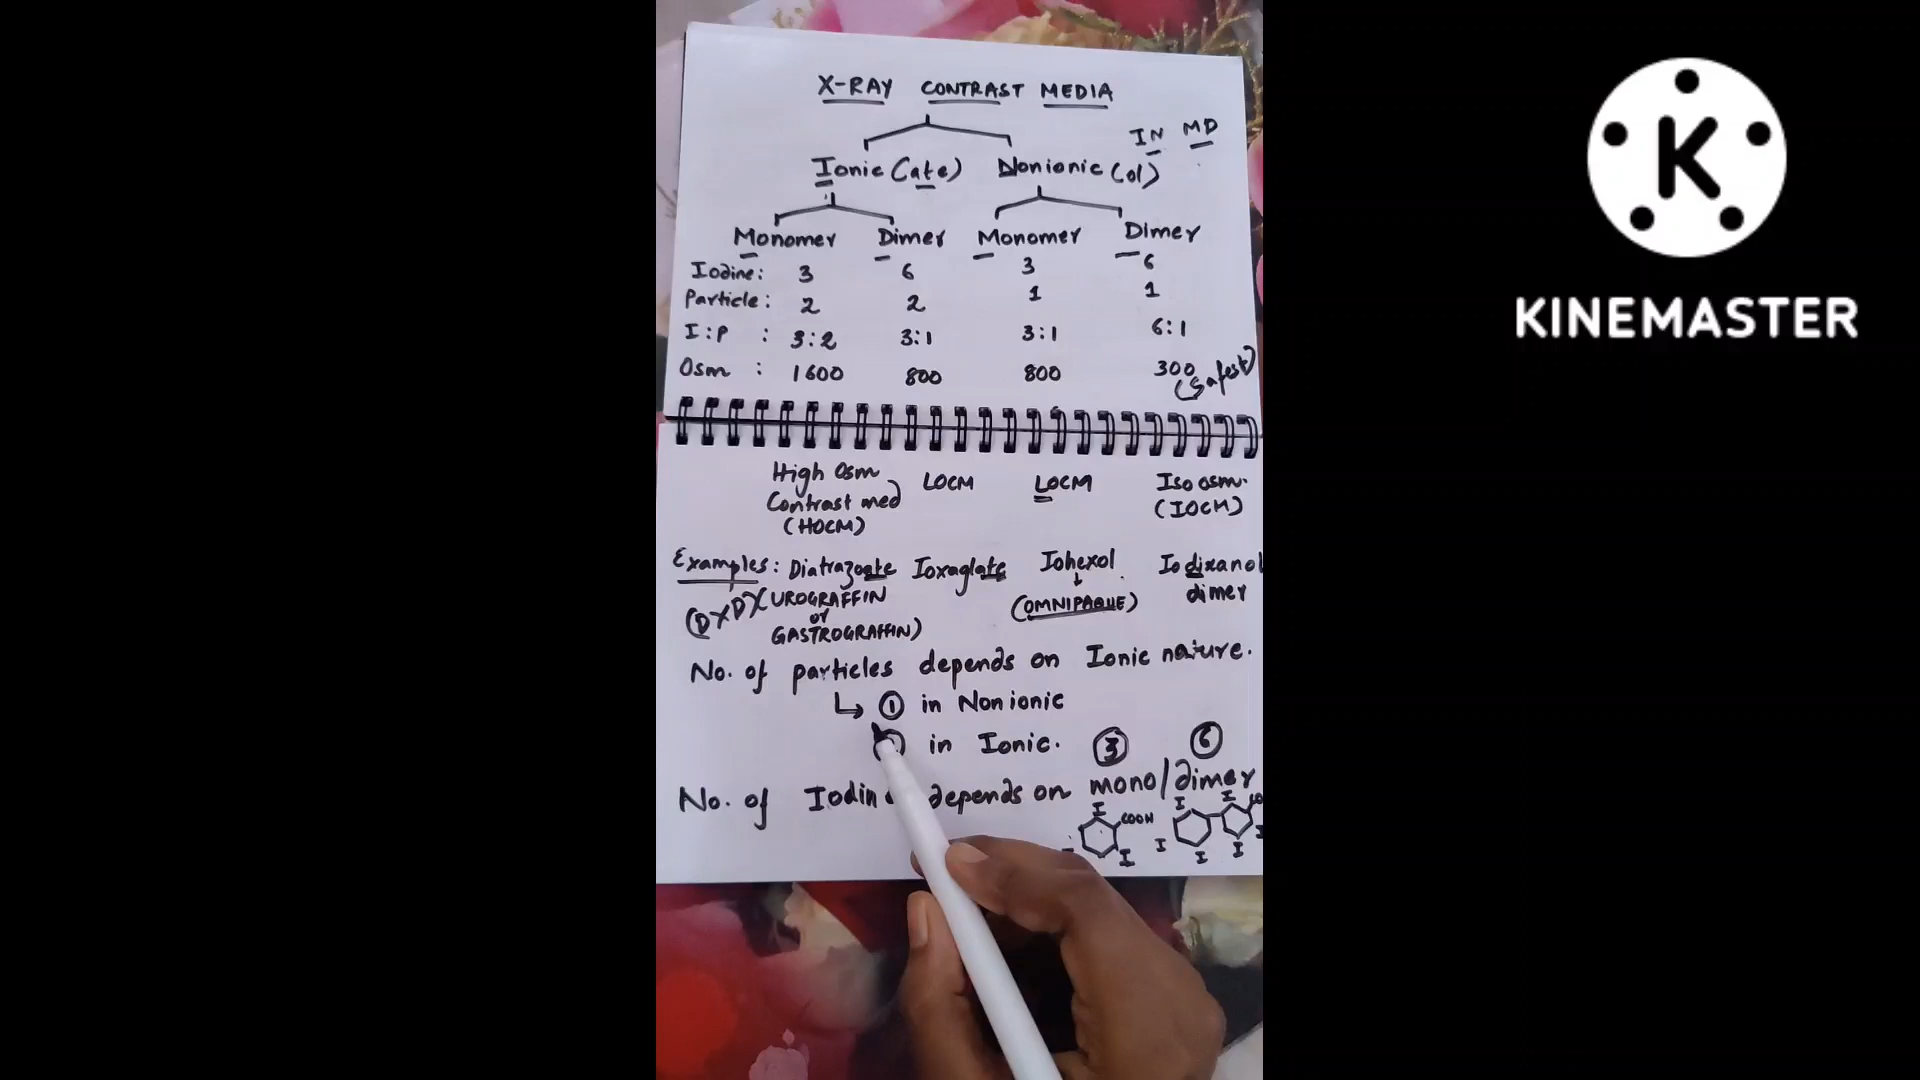 X-RAY CONTRAST MEDIA
IN MD
Ionic (ate) Nonionic (ol)
Monomer Dimer Monomer Dimer
Iodine: 3 6 3 6
Particle: 2 2 1 1
I:P : 3:2 3:1 3:1 6:1
Osm : 1600 800 800 300
(Safest)
High Osm LOCM LOCM Iso osm.
Contrast med (IOCM)
(HOCM)
Examples: Diatrazoate Ioxaglate Iohexol Iodixanol
(DXDX UROGRAFFIN (OMNIPAQUE) dimer
or
GASTROGRAFFIN)
No. of particles depends on Ionic nature.
① in Nonionic
in Ionic. ③ ⑥
No. of depends on mono/dimer
I I I
COOH
I I I I
KINEMASTER
K